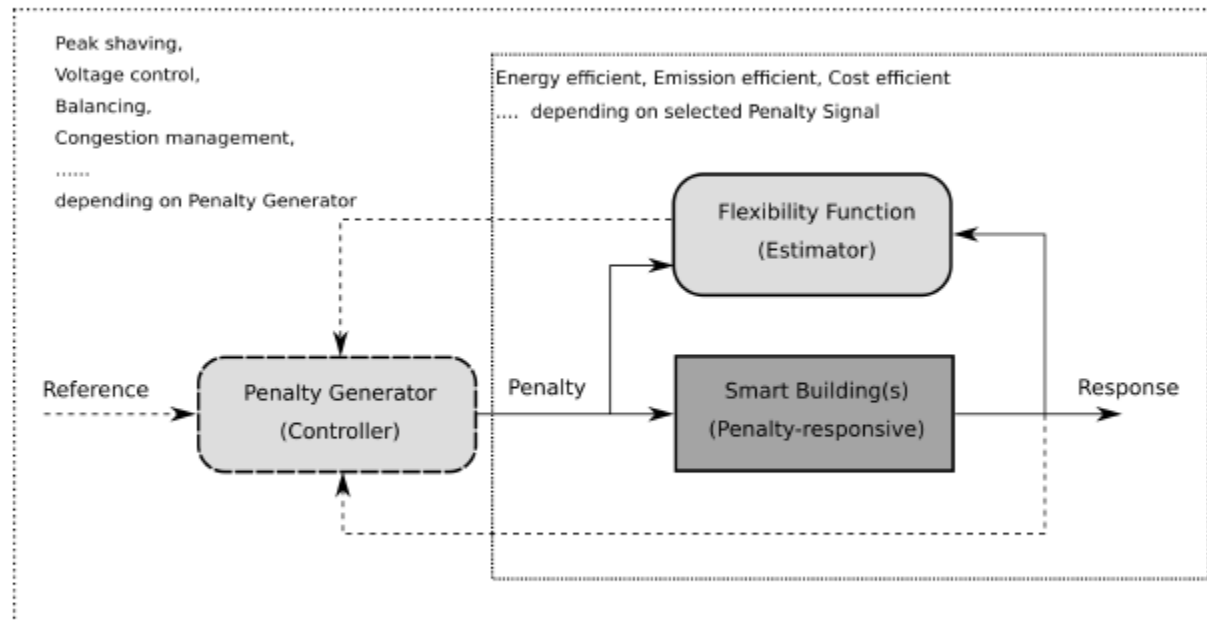 Peak shaving,
Voltage control,
Balancing,
Congestion management,
......
depending on Penalty Generator
Energy efficient, Emission efficient, Cost efficient
.... depending on selected Penalty Signal
Flexibility Function
(Estimator)
Reference
Penalty Generator
(Controller)
Penalty
Smart Building(s)
(Penalty-responsive)
Response